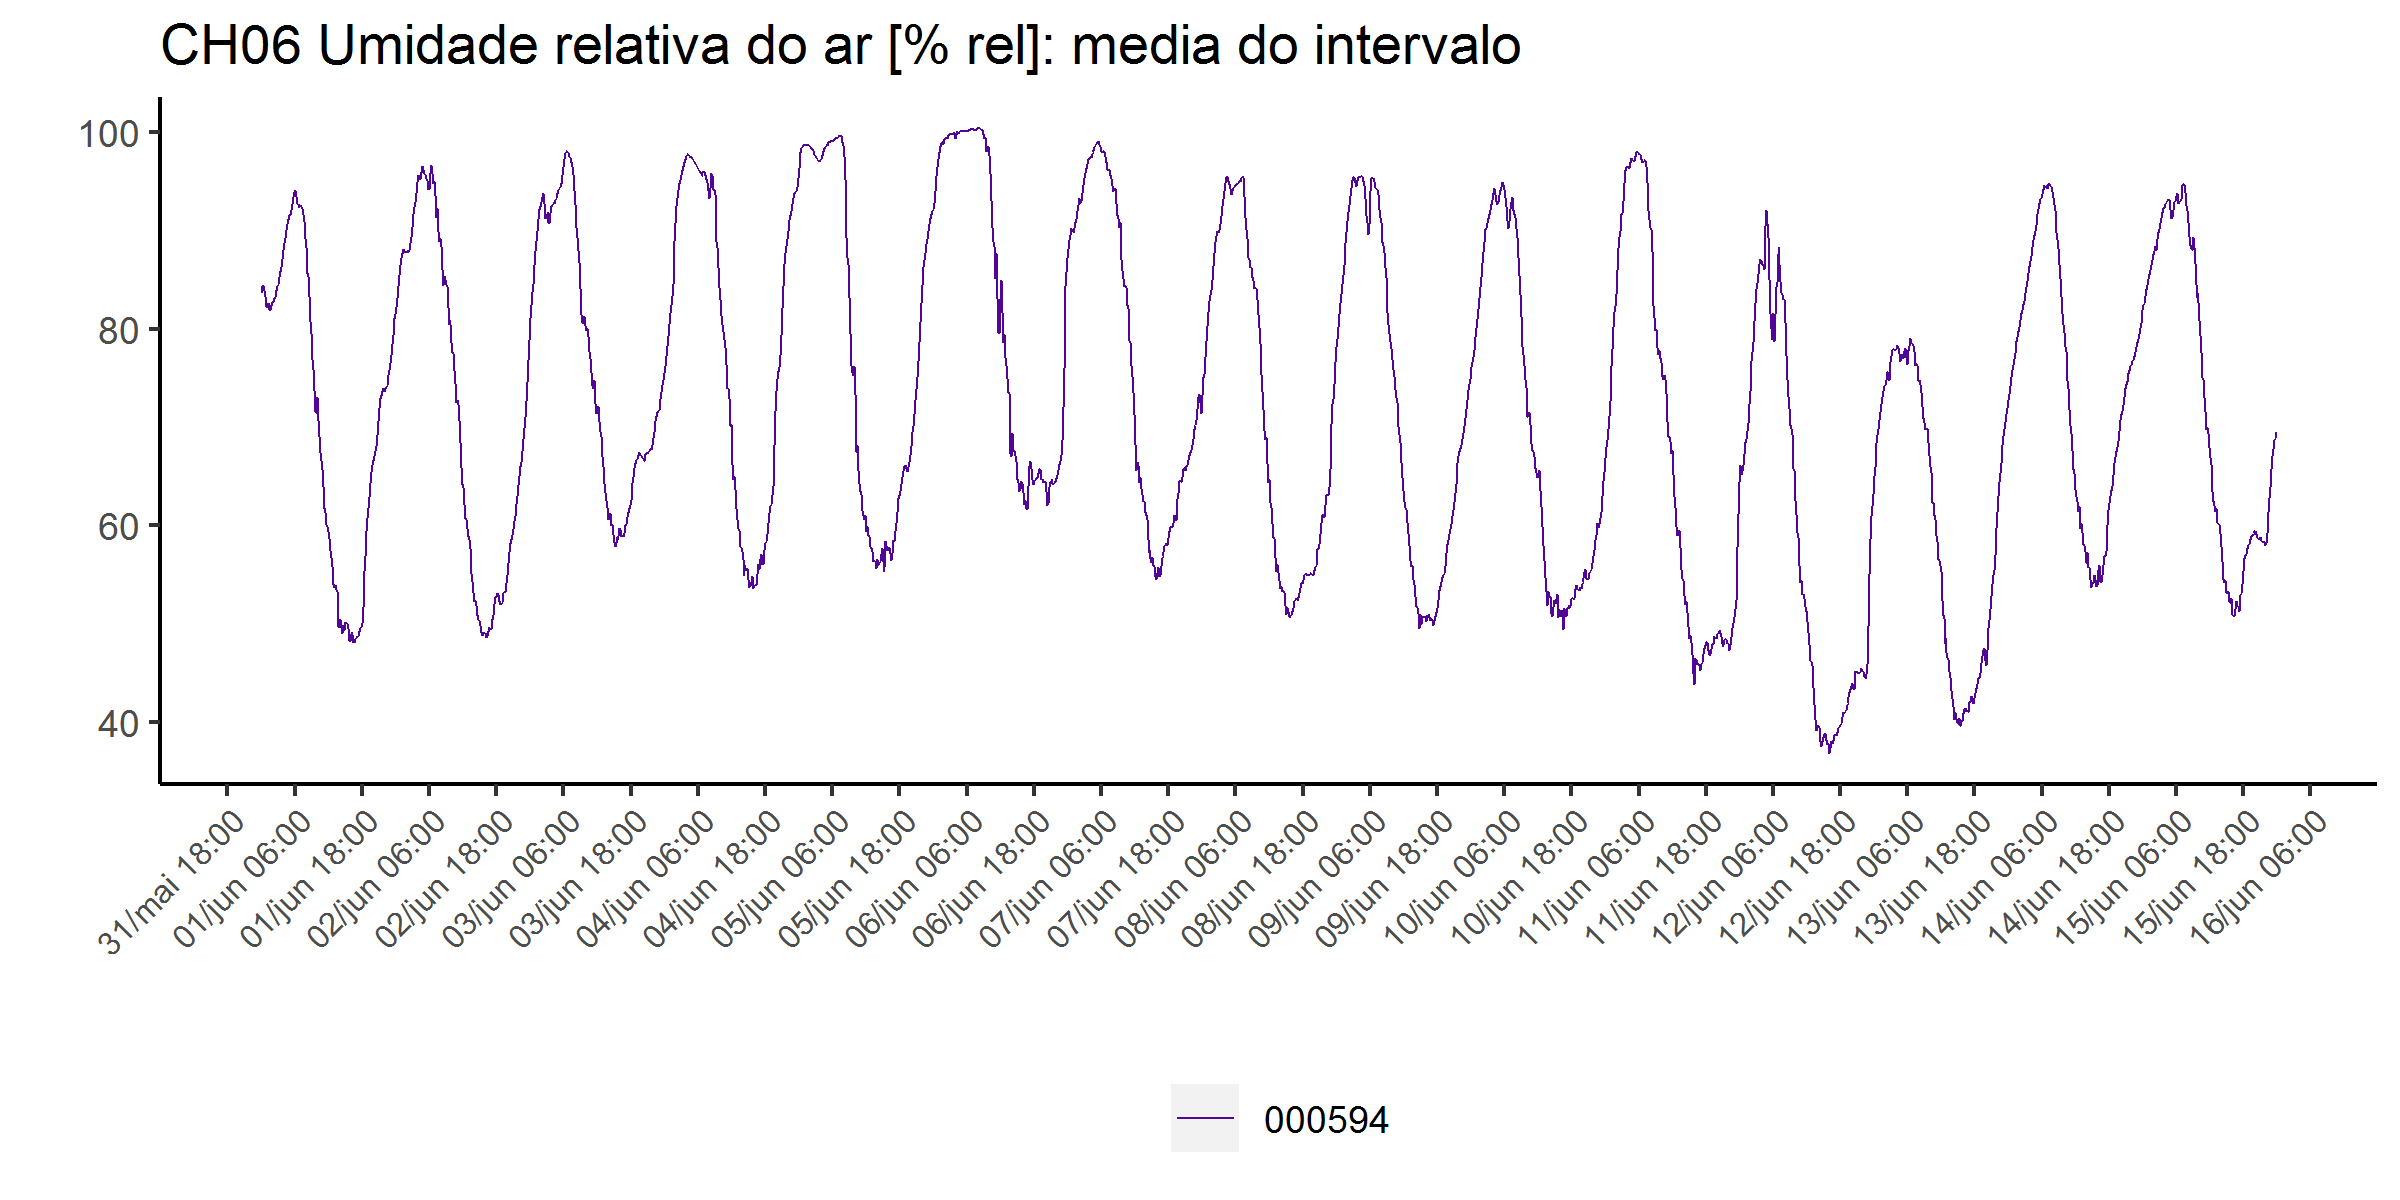 CH06 Umidade relativa do ar [% rel]: media do intervalo
100
80
60
40
31/mai 18:00
01/jun 06:00
01/jun 18:00
02/jun 06:00
02/jun 18:00
03/jun 06:00
03/jun 18:00
04/jun 06:00
04/jun 18:00
05/jun 06:00
05/jun 18:00
06/jun 06:00
06/jun 18:00
07/jun 06:00
07/jun 18:00
08/jun 06:00
08/jun 18:00
09/jun 06:00
09/jun 18:00
10/jun 06:00
10/jun 18:00
11/jun 06:00
11/jun 18:00
12/jun 06:00
12/jun 18:00
13/jun 06:00
13/jun 18:00
14/jun 06:00
14/jun 18:00
15/jun 06:00
15/jun 18:00
16/jun 06:00
000594